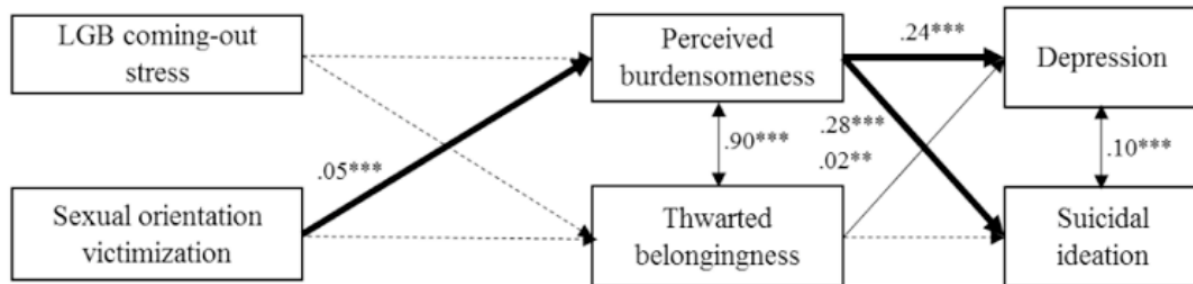 LGB coming-out
stress
Perceived
burdensomeness
.24***
Depression
.05***
.90***
.28***
.02**
.10***
Sexual orientation
victimization
Thwarted
belongingness
Suicidal
ideation